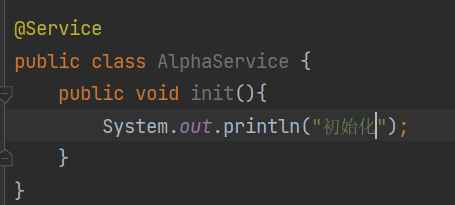 @Service
public class AlphaService {
    public void init(){
        System.out.println("初始化");
    }
}